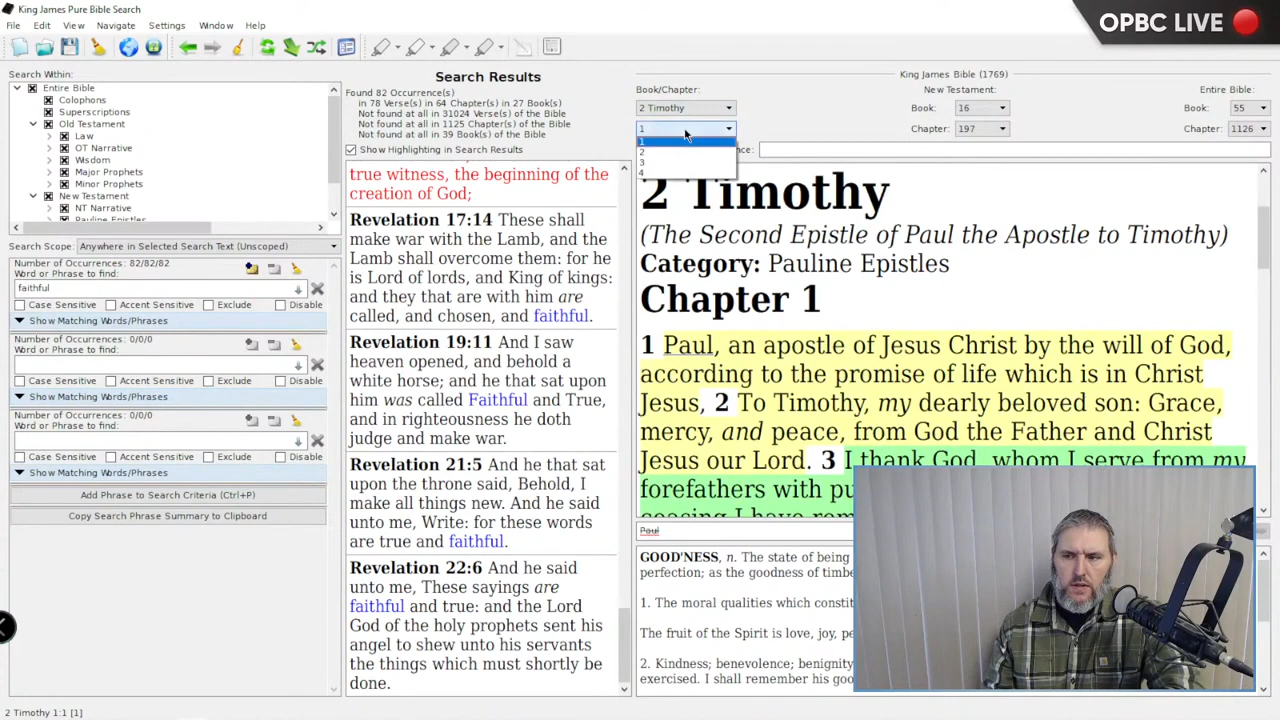 King James Pure Bible Search
OPBC LIVE
File Edit View Navigate Settings Window Help
Search Within:
Entire Bible
Colophons
Superscriptions
Old Testament
Law
OT Narrative
Wisdom
Major Prophets
Minor Prophets
New Testament
NT Narrative
Pauline Epistles
Search Scope: Anywhere in Selected Search Text (Unscoped)
Number of Occurrences: 82/82/82
Word or Phrase to find:
faithful
Case Sensitive Accent Sensitive Exclude Disable
Show Matching Words/Phrases
Number of Occurrences: 0/0/0
Word or Phrase to find:
Case Sensitive Accent Sensitive Exclude Disable
Show Matching Words/Phrases
Number of Occurrences: 0/0/0
Word or Phrase to find:
Case Sensitive Accent Sensitive Exclude Disable
Show Matching Words/Phrases
Add Phrase to Search Criteria (Ctrl+P)
Copy Search Phrase Summary to Clipboard
Search Results
Found 82 Occurrence(s)
in 78 Verse(s) in 64 Chapter(s) in 27 Book(s)
Not found at all in 31024 Verse(s) of the Bible
Not found at all in 1125 Chapter(s) of the Bible
Not found at all in 39 Book(s) of the Bible
Show Highlighting in Search Results
true witness, the beginning of the
creation of God;
Revelation 17:14 These shall
make war with the Lamb, and the
Lamb shall overcome them: for he
is Lord of lords, and King of kings:
and they that are with him are
called, and chosen, and faithful.
Revelation 19:11 And I saw
heaven opened, and behold a
white horse; and he that sat upon
him was called Faithful and True,
and in righteousness he doth
judge and make war.
Revelation 21:5 And he that sat
upon the throne said, Behold, I
make all things new. And he said
unto me, Write: for these words
are true and faithful.
Revelation 22:6 And he said
unto me, These sayings are
faithful and true: and the Lord
God of the holy prophets sent his
angel to shew unto his servants
the things which must shortly be
done.
King James Bible (1769)
Book/Chapter: New Testament: Entire Bible:
2 Timothy Book: 16 Book: 55
1 Chapter: 197 Chapter: 1126
1
2
3
4
nce:
2 Timothy
(The Second Epistle of Paul the Apostle to Timothy)
Category: Pauline Epistles
Chapter 1
1 Paul, an apostle of Jesus Christ by the will of God,
according to the promise of life which is in Christ
Jesus, 2 To Timothy, my dearly beloved son: Grace,
mercy, and peace, from God the Father and Christ
Jesus our Lord. 3 I thank God, whom I serve from my
forefathers with pu
Paul
GOOD'NESS, n. The state of being
perfection; as the goodness of timbe
1. The moral qualities which constit
The fruit of the Spirit is love, joy, pe
2. Kindness; benevolence; benignity
exercised. I shall remember his goo
2 Timothy 1:1 [1]